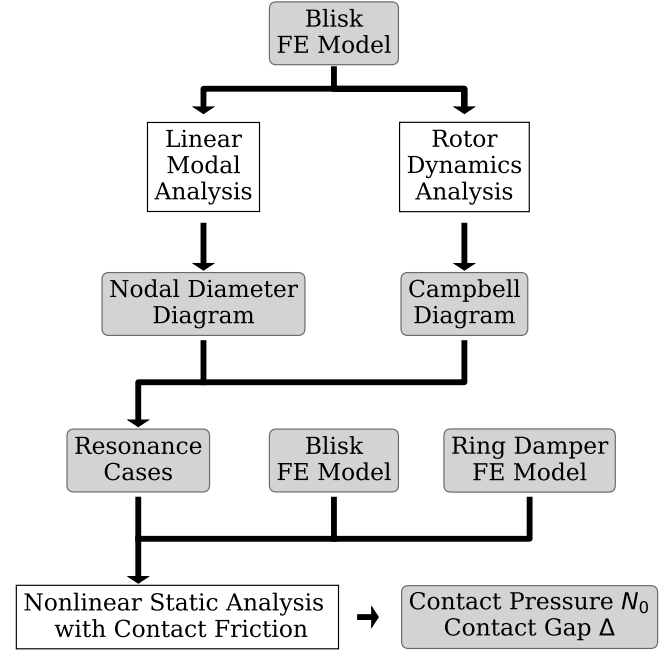 Blisk
FE Model
Linear
Modal
Analysis
Rotor
Dynamics
Analysis
Nodal Diameter
Diagram
Campbell
Diagram
Resonance
Cases
Blisk
FE Model
Ring Damper
FE Model
Nonlinear Static Analysis
with Contact Friction
Contact Pressure N₀
Contact Gap Δ